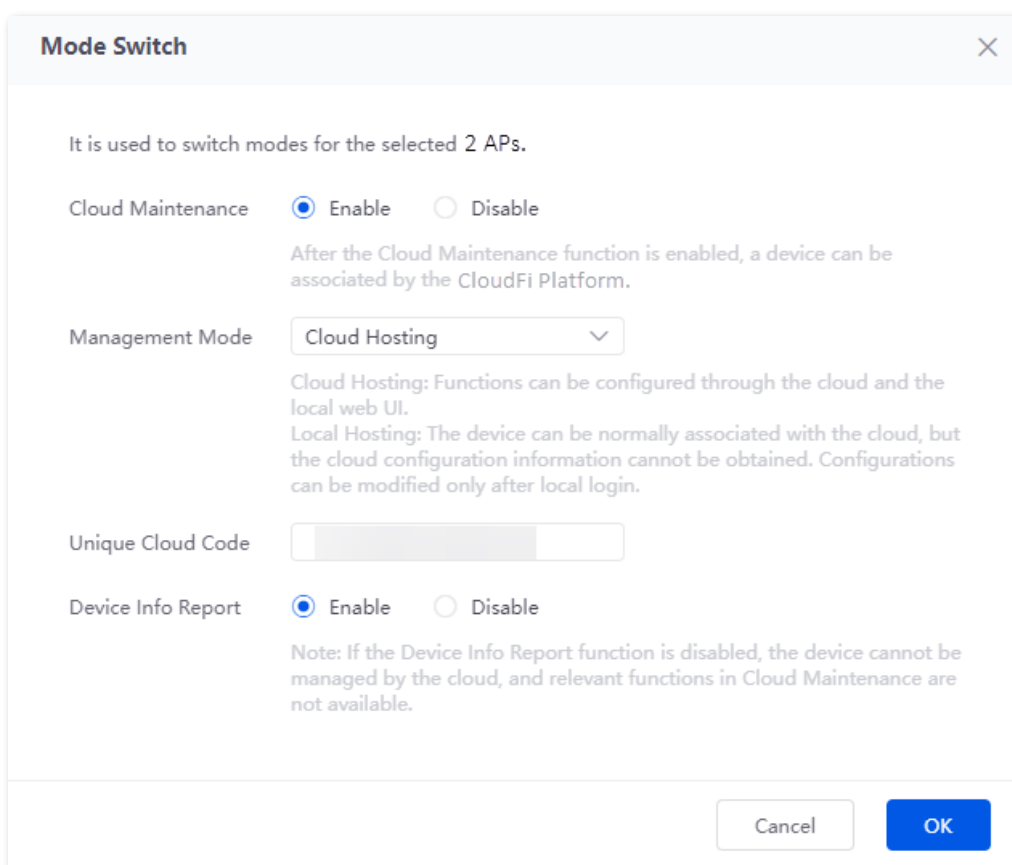 Mode Switch
It is used to switch modes for the selected 2 APs.
Cloud Maintenance Enable Disable
After the Cloud Maintenance function is enabled, a device can be
associated by the CloudFi Platform.
Management Mode Cloud Hosting
Cloud Hosting: Functions can be configured through the cloud and the
local web UI.
Local Hosting: The device can be normally associated with the cloud, but
the cloud configuration information cannot be obtained. Configurations
can be modified only after local login.
Unique Cloud Code
Device Info Report Enable Disable
Note: If the Device Info Report function is disabled, the device cannot be
managed by the cloud, and relevant functions in Cloud Maintenance are
not available.
Cancel OK